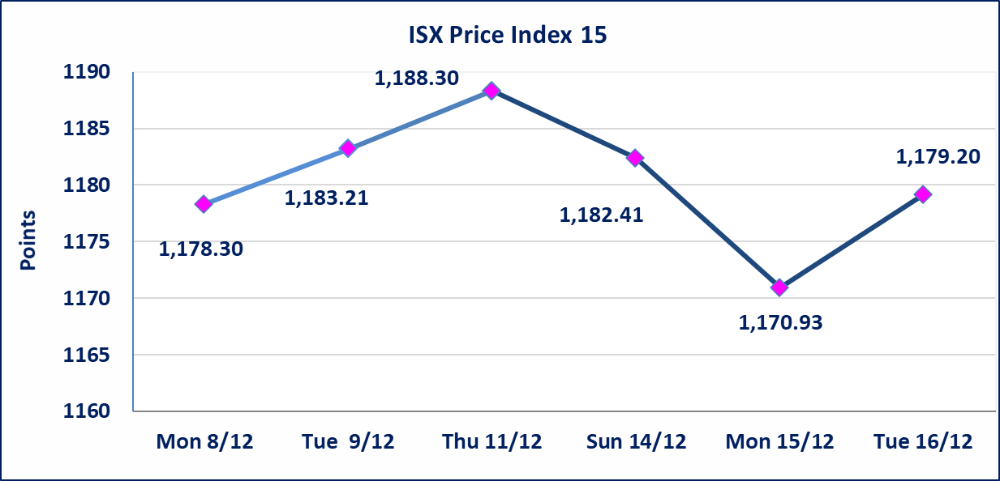 ISX Price Index 15
1190
1185
1180
1175
1170
1165
1160
Points
1,178.30
1,183.21
1,188.30
1,182.41
1,170.93
1,179.20
Mon 8/12
Tue  9/12
Thu 11/12
Sun 14/12
Mon 15/12
Tue 16/12